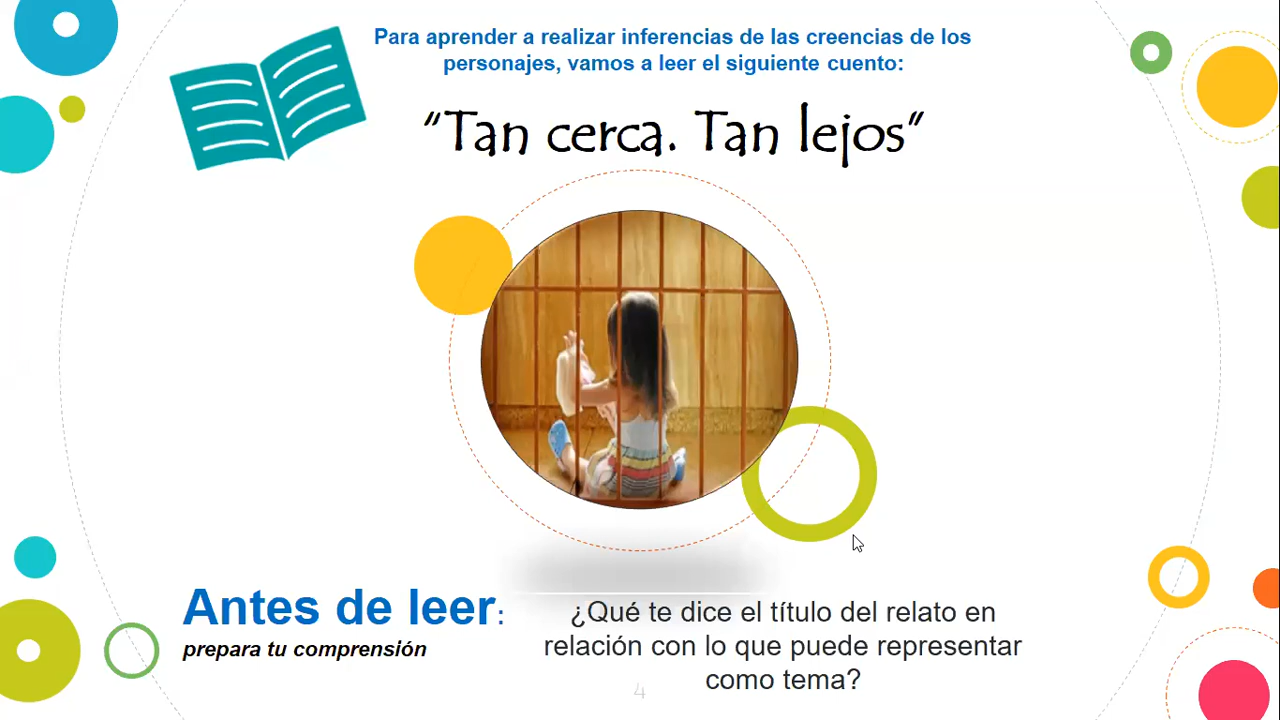 Para aprender a realizar inferencias de las creencias de los
personajes, vamos a leer el siguiente cuento:
“Tan cerca. Tan lejos”
Antes de leer:
prepara tu comprensión
¿Qué te dice el título del relato en
relación con lo que puede representar
como tema?
4